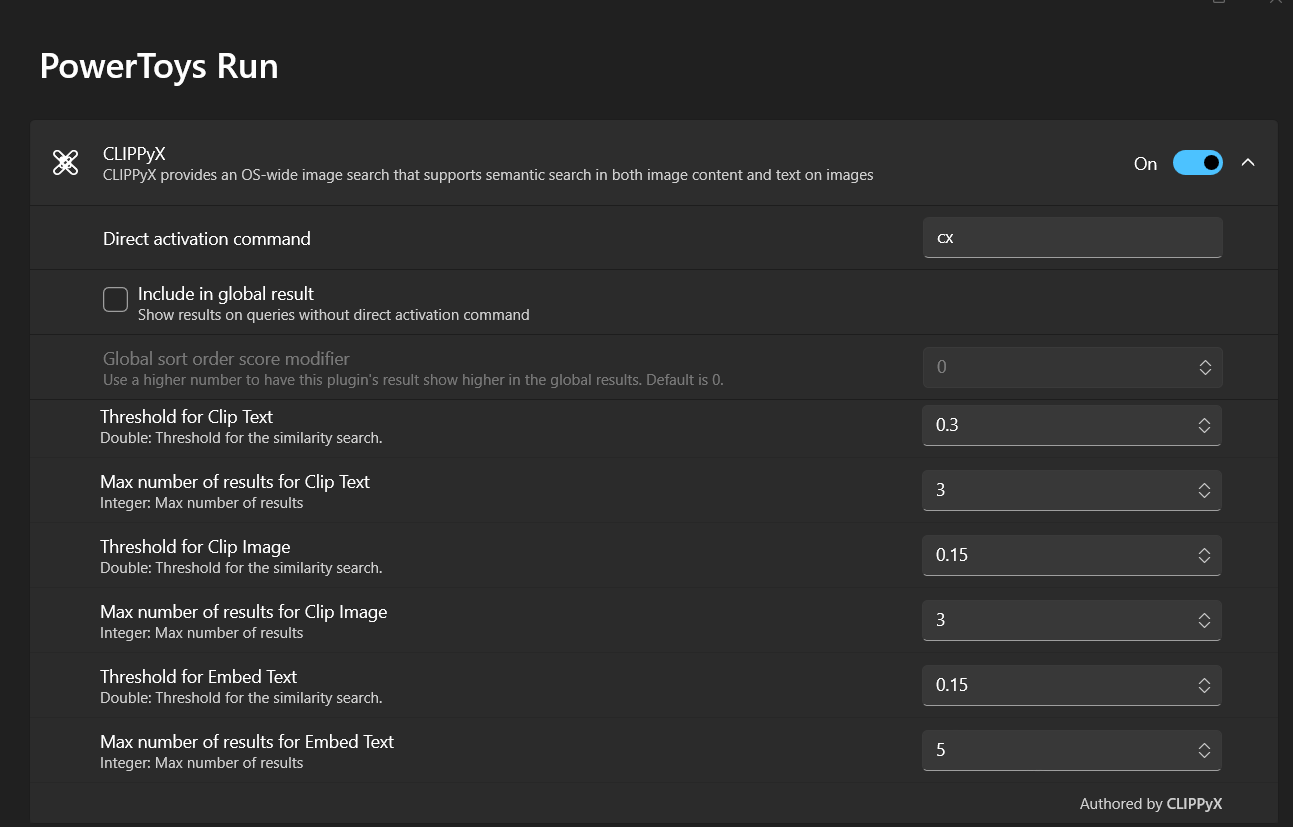 PowerToys Run
CLIPPyX
CLIPPyX provides an OS-wide image search that supports semantic search in both image content and text on images
On
Direct activation command
cx
Include in global result
Show results on queries without direct activation command
Global sort order score modifier
Use a higher number to have this plugin's result show higher in the global results. Default is 0.
0
Threshold for Clip Text
Double: Threshold for the similarity search.
0.3
Max number of results for Clip Text
Integer: Max number of results
3
Threshold for Clip Image
Double: Threshold for the similarity search.
0.15
Max number of results for Clip Image
Integer: Max number of results
3
Threshold for Embed Text
Double: Threshold for the similarity search.
0.15
Max number of results for Embed Text
Integer: Max number of results
5
Authored by CLIPPyX